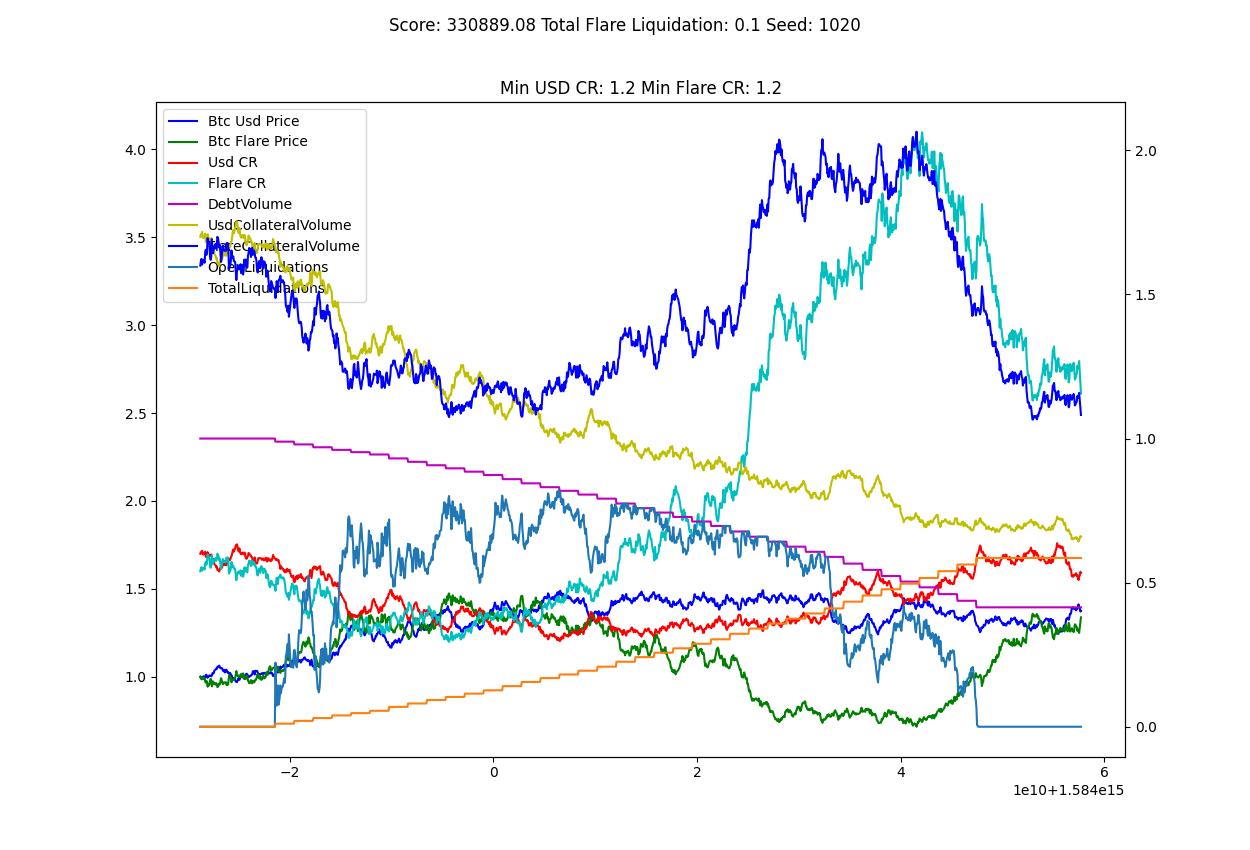 Score: 330889.08 Total Flare Liquidation: 0.1 Seed: 1020
Min USD CR: 1.2 Min Flare CR: 1.2
Btc Usd Price
Btc Flare Price
Usd CR
Flare CR
DebtVolume
UsdCollateralVolume
FlareCollateralVolume
OpenLiquidations
TotalLiquidations
4.0
3.5
3.0
2.5
2.0
1.5
1.0
2.0
1.5
1.0
0.5
0.0
−2
0
2
4
6
1e10+1.584e15